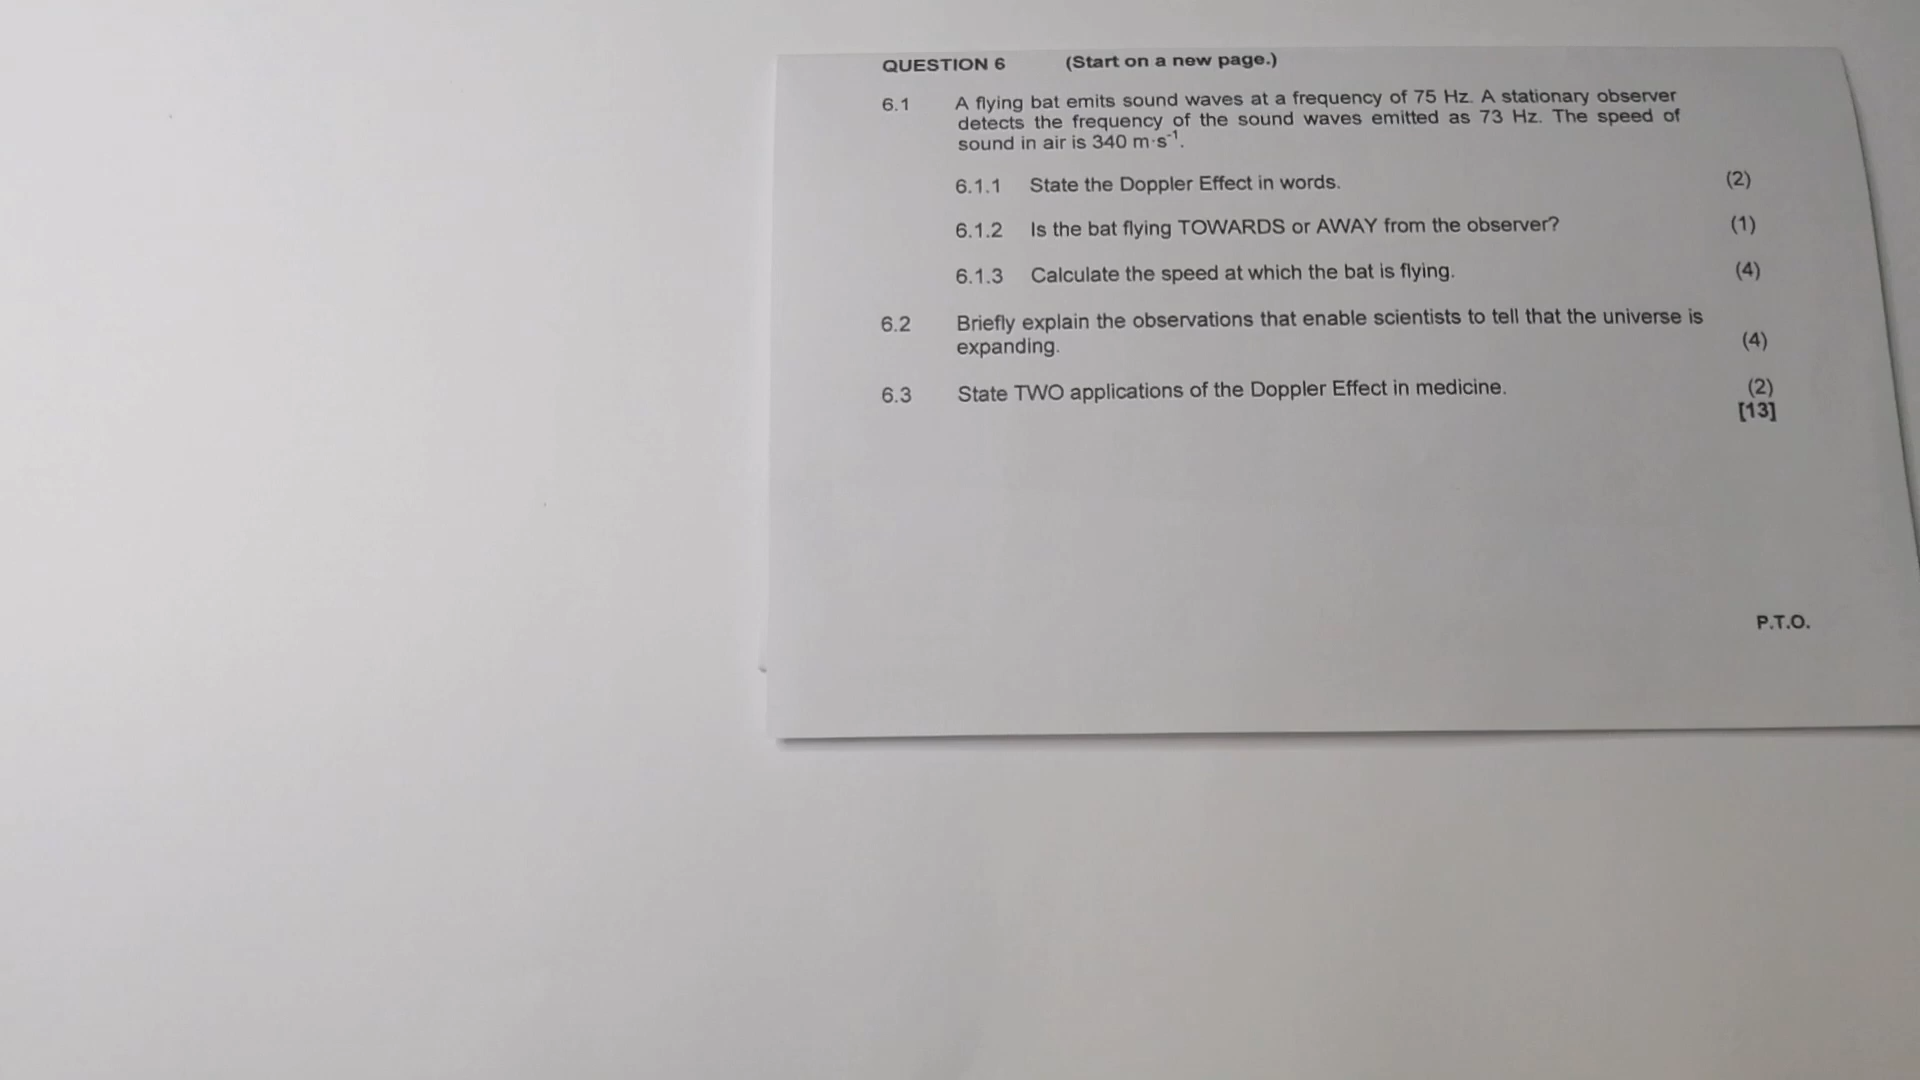 QUESTION 6 (Start on a new page.)
6.1 A flying bat emits sound waves at a frequency of 75 Hz. A stationary observer
detects the frequency of the sound waves emitted as 73 Hz. The speed of
sound in air is 340 m·s⁻¹.
6.1.1 State the Doppler Effect in words. (2)
6.1.2 Is the bat flying TOWARDS or AWAY from the observer? (1)
6.1.3 Calculate the speed at which the bat is flying. (4)
6.2 Briefly explain the observations that enable scientists to tell that the universe is
expanding. (4)
6.3 State TWO applications of the Doppler Effect in medicine. (2)
[13]
P.T.O.